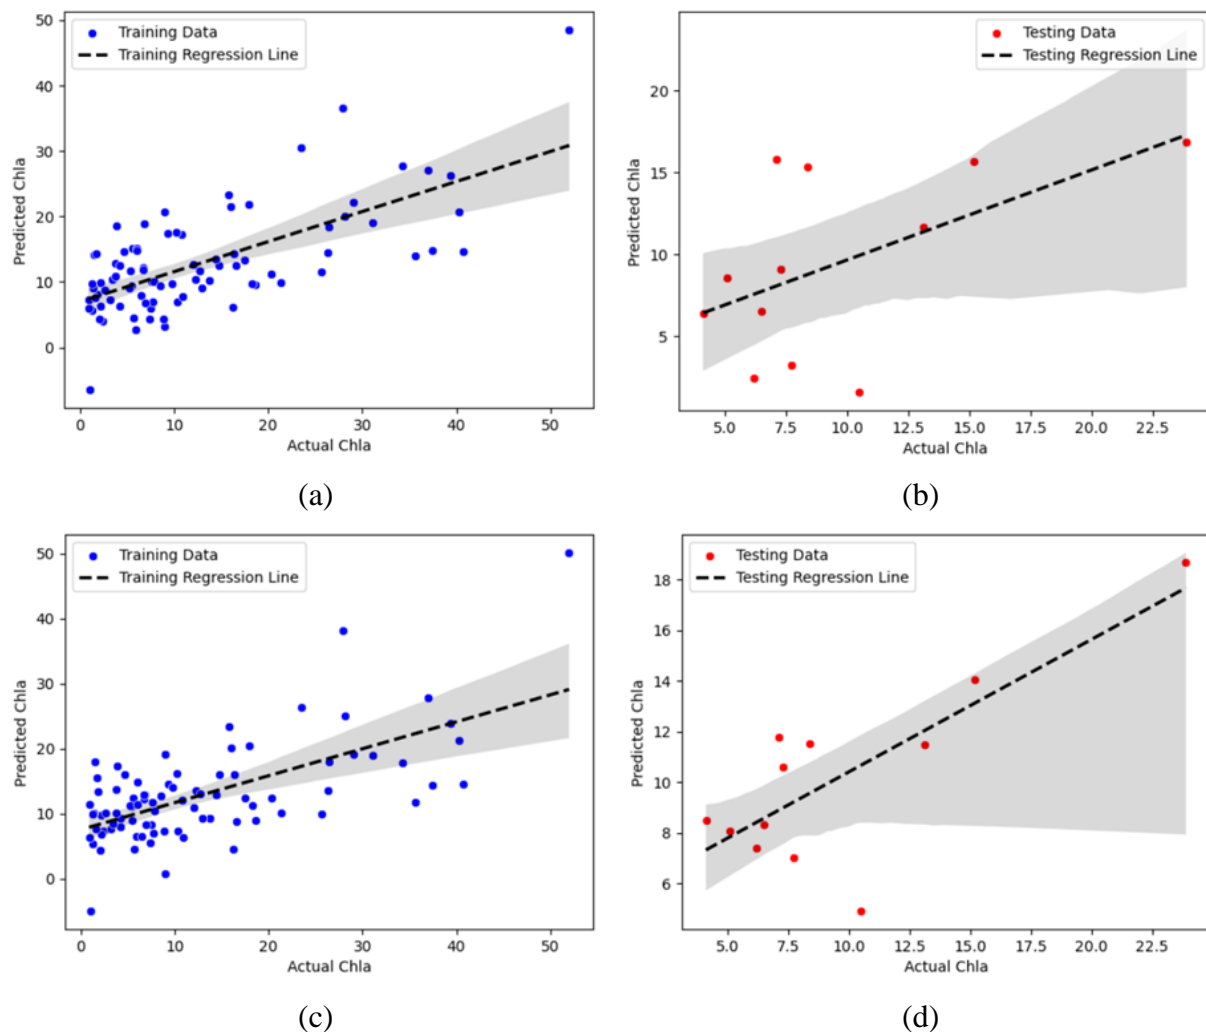 Training Data
Training Regression Line
50
40
30
20
10
0
Predicted Chla
0 10 20 30 40 50
Actual Chla
(a)
Testing Data
Testing Regression Line
20
15
10
5
Predicted Chla
5.0 7.5 10.0 12.5 15.0 17.5 20.0 22.5
Actual Chla
(b)
Training Data
Training Regression Line
50
40
30
20
10
0
Predicted Chla
0 10 20 30 40 50
Actual Chla
(c)
Testing Data
Testing Regression Line
18
16
14
12
10
8
6
Predicted Chla
5.0 7.5 10.0 12.5 15.0 17.5 20.0 22.5
Actual Chla
(d)